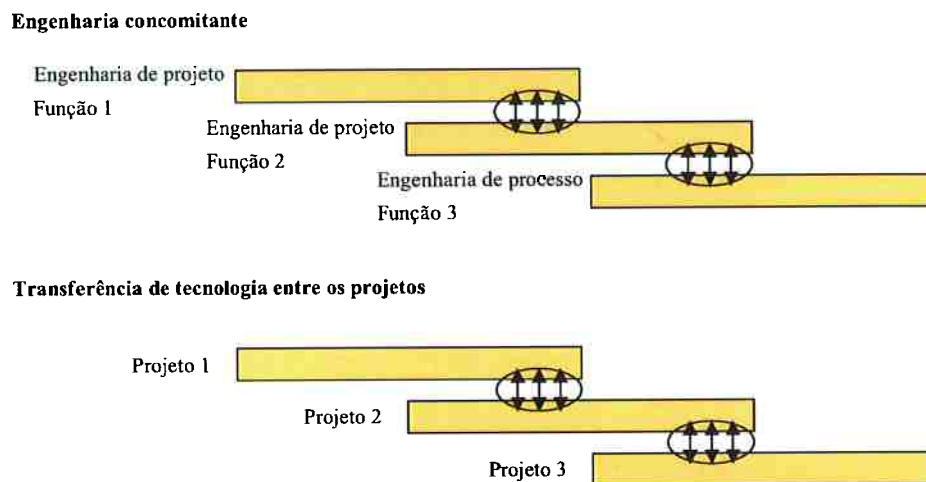 Engenharia concomitante
Engenharia de projeto
Função 1
Engenharia de projeto
Função 2
Engenharia de processo
Função 3
Transferência de tecnologia entre os projetos
Projeto 1
Projeto 2
Projeto 3